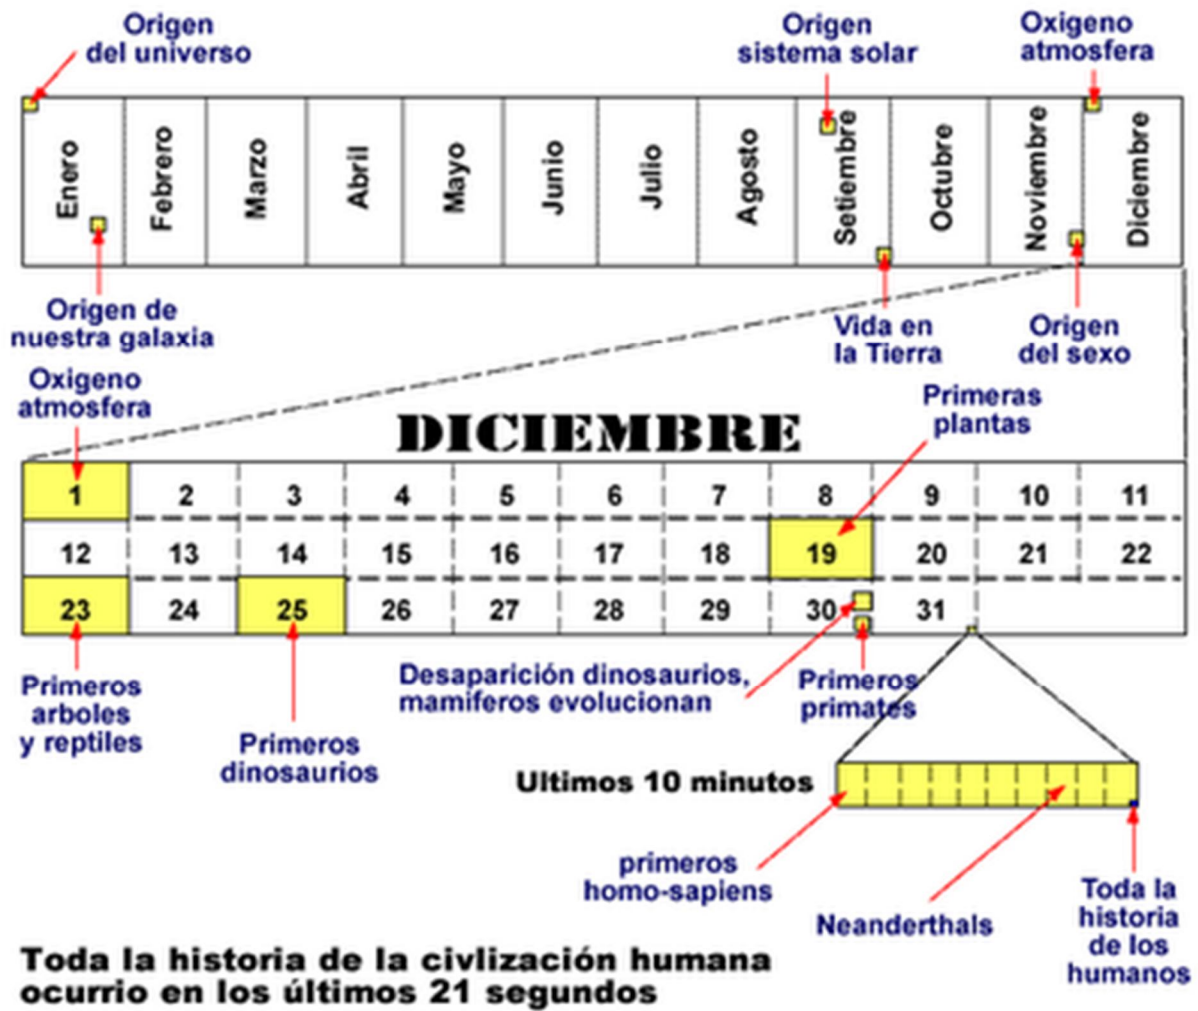 Origen
del universo
Origen
sistema solar
Oxigeno
atmosfera
Enero
Febrero
Marzo
Abril
Mayo
Junio
Julio
Agosto
Setiembre
Octubre
Noviembre
Diciembre
Origen de
nuestra galaxia
Vida en
la Tierra
Origen
del sexo
Oxigeno
atmosfera
Primeras
plantas
DICIEMBRE
1 2 3 4 5 6 7 8 9 10 11
12 13 14 15 16 17 18 19 20 21 22
23 24 25 26 27 28 29 30 31
Primeros
arboles
y reptiles
Primeros
dinosaurios
Desaparición dinosaurios,
mamiferos evolucionan
Primeros
primates
Ultimos 10 minutos
primeros
homo-sapiens
Neanderthals
Toda la
historia
de los
humanos
Toda la historia de la civlización humana
ocurrio en los últimos 21 segundos